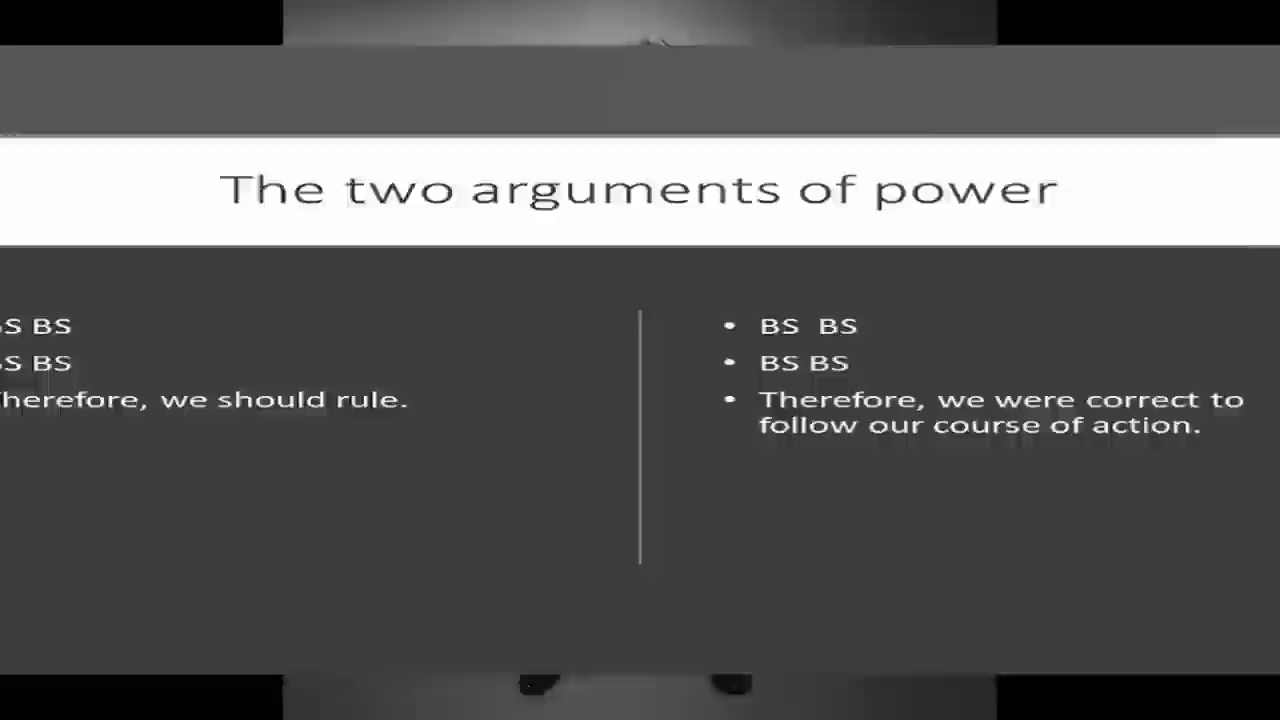 The two arguments of power
S BS
S BS
herefore, we should rule.
• BS BS
• BS BS
• Therefore, we were correct to
follow our course of action.